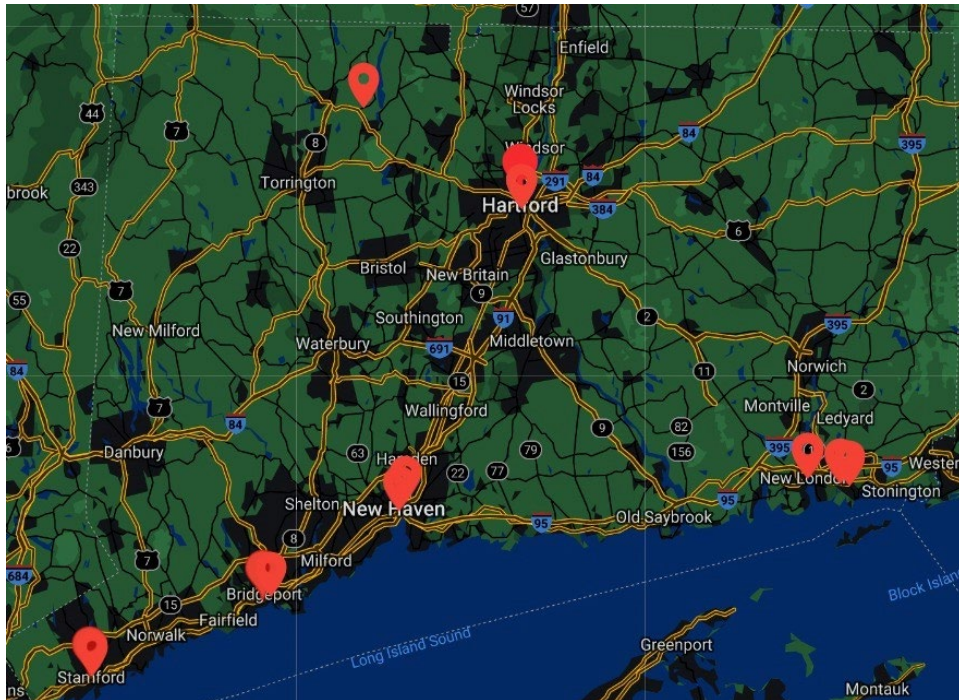 57
Enfield
44
7
Windsor
Locks
84
395
8
Windsor
brook
343
Torrington
291
84
Hartford
384
22
6
Bristol
New Britain
Glastonbury
7
9
55
New Milford
Southington
91
2
395
Waterbury
691
Middletown
84
11
Norwich
15
2
7
Wallingford
Montville
Ledyard
84
82
9
6
Danbury
63
79
395
156
22
77
New London
95
Wester
Stonington
Shelton
New Haven
95
Old Saybrook
95
8
7
Milford
684
Bridgeport
Block Island
15
Norwalk
Fairfield
Long Island Sound
Greenport
Stamford
ns
Montauk